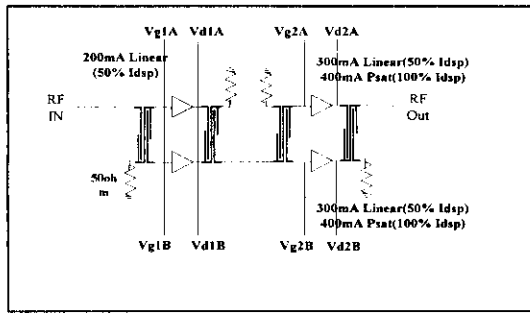 Vg1A Vd1A Vg2A Vd2A
200mA Linear
(50% Idsp)
300mA Linear(50% Idsp)
400mA Psat(100% Idsp)
RF
IN
RF
Out
50oh
m
300mA Linear(50% Idsp)
400mA Psat(100% Idsp)
Vg1B Vd1B Vg2B Vd2B